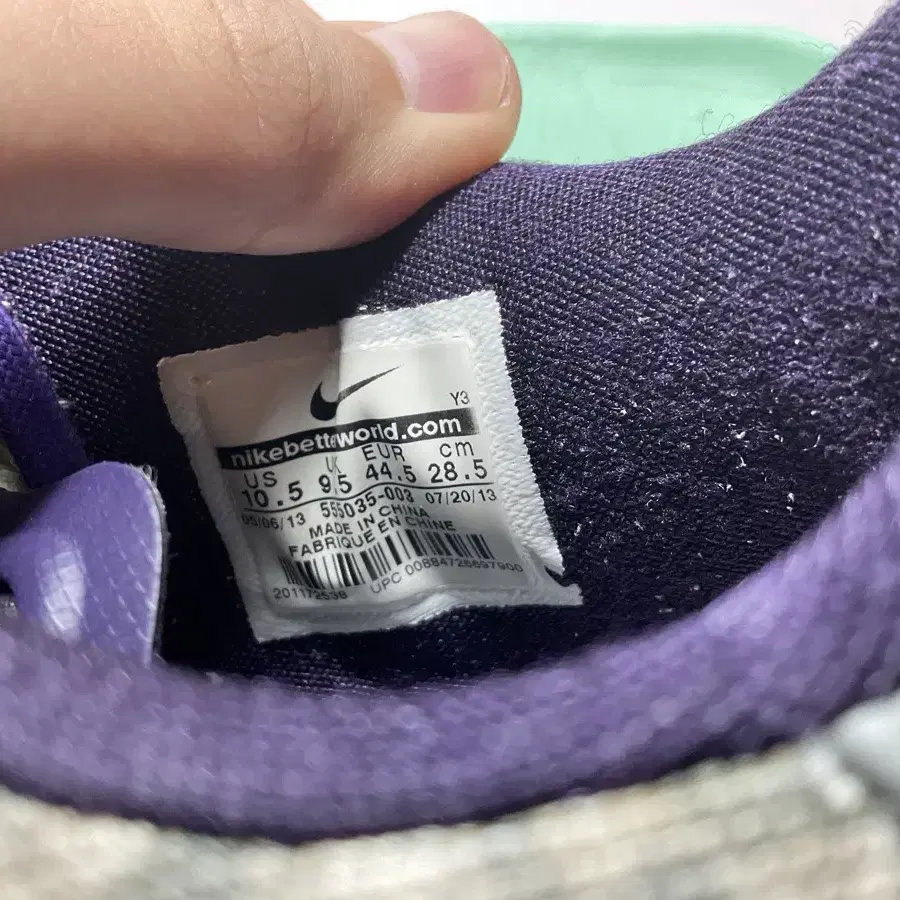 Y3
nikebetterworld.com
US UK EUR cm
10.5 9.5 44.5 28.5
05/06/13 555035-003 07/20/13
MADE IN CHINA
FABRIQUE EN CHINE
201172538 UPC 00884726697900